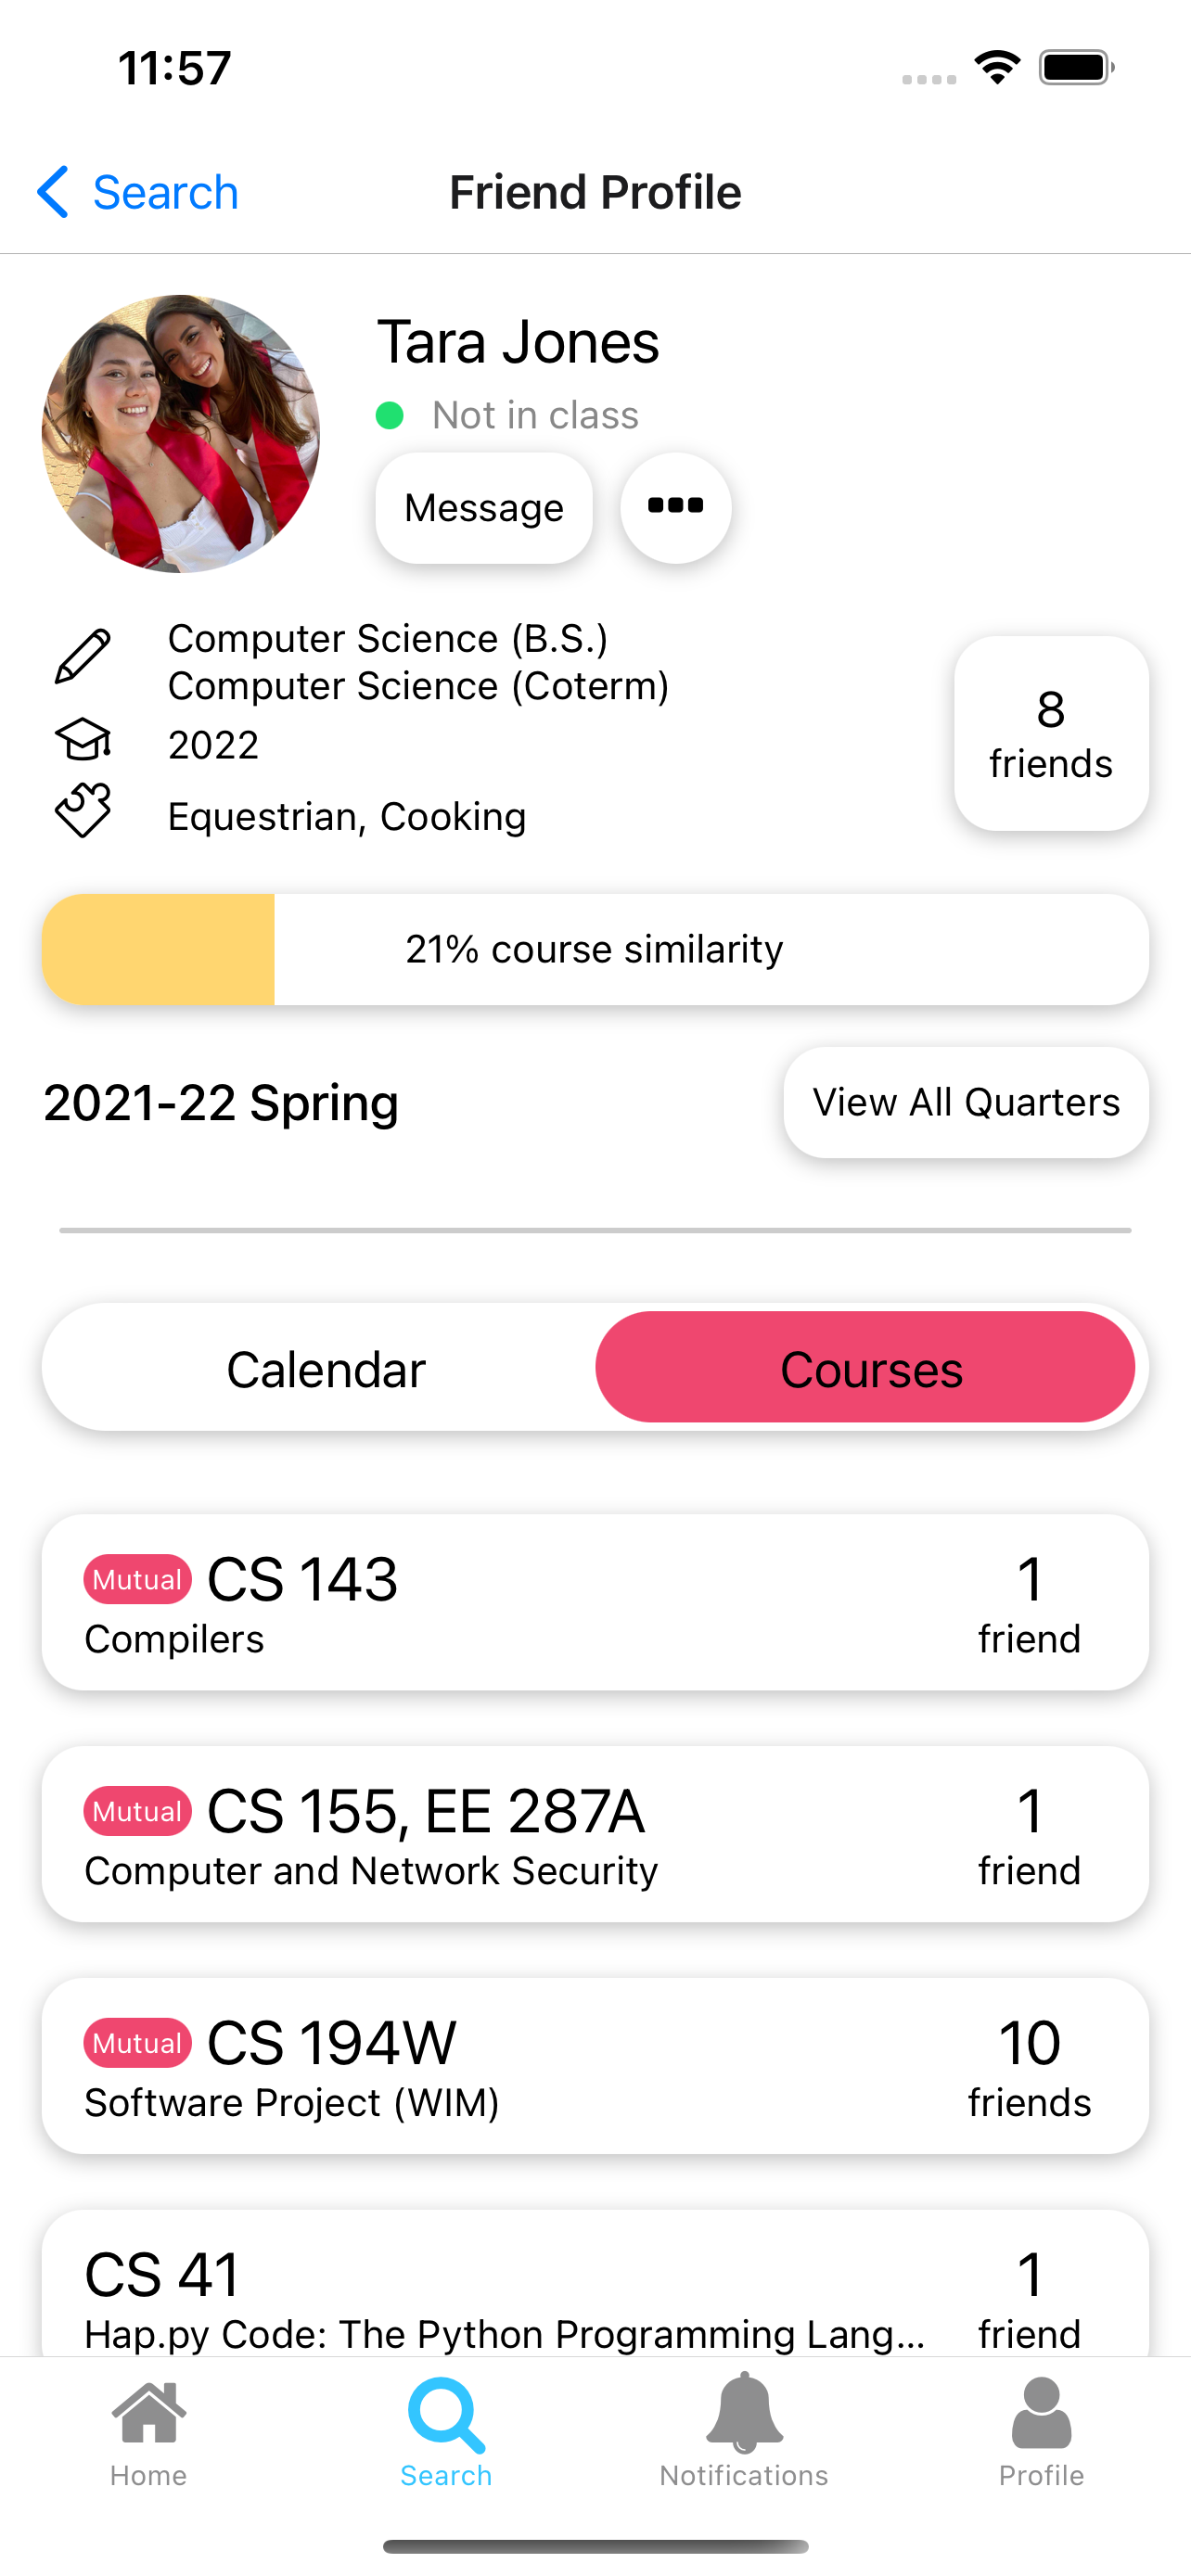 11:57
Search
Friend Profile
Tara Jones
Not in class
Message
Computer Science (B.S.)
Computer Science (Coterm)
2022
Equestrian, Cooking
8
friends
21% course similarity
2021-22 Spring
View All Quarters
Calendar
Courses
Mutual CS 143
1
Compilers
friend
Mutual CS 155, EE 287A
1
Computer and Network Security
friend
Mutual CS 194W
10
Software Project (WIM)
friends
CS 41
1
Hap.py Code: The Python Programming Lang...
friend
Home
Search
Notifications
Profile